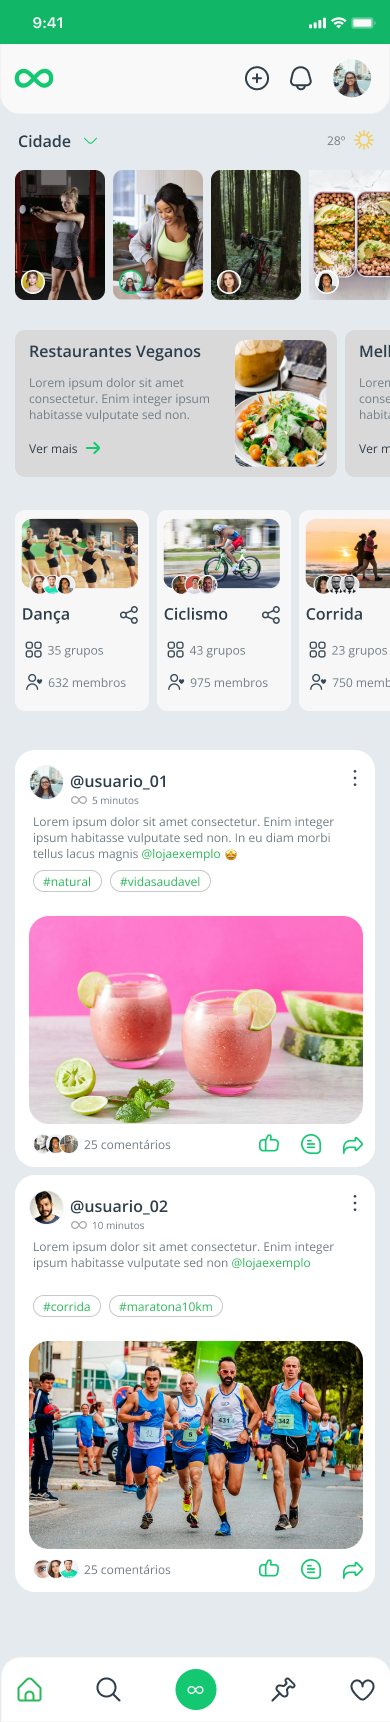 9:41
Cidade
28°
Restaurantes Veganos
Lorem ipsum dolor sit amet
consectetur. Enim integer ipsum
habitasse vulputate sed non.
Ver mais
Mell
Lorem
conse
habita
Ver m
Dança
35 grupos
632 membros
Ciclismo
43 grupos
975 membros
Corrida
23 grupos
750 memb
@usuario_01
5 minutos
Lorem ipsum dolor sit amet consectetur. Enim integer
ipsum habitasse vulputate sed non. In eu diam morbi
tellus lacus magnis @lojaexemplo 🤩
#natural #vidasaudavel
25 comentários
@usuario_02
10 minutos
Lorem ipsum dolor sit amet consectetur. Enim integer
ipsum habitasse vulputate sed non @lojaexemplo
#corrida #maratona10km
5 431 342
25 comentários